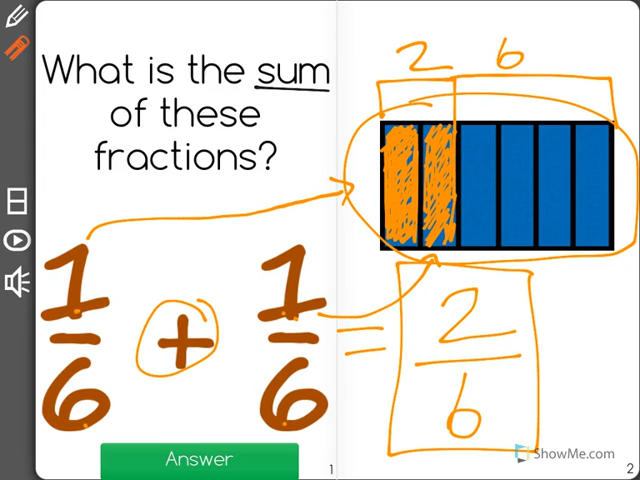 What is the sum
of these
fractions?
2 6
1/6 + 1/6 = 2/6
Answer
1
2
ShowMe.com